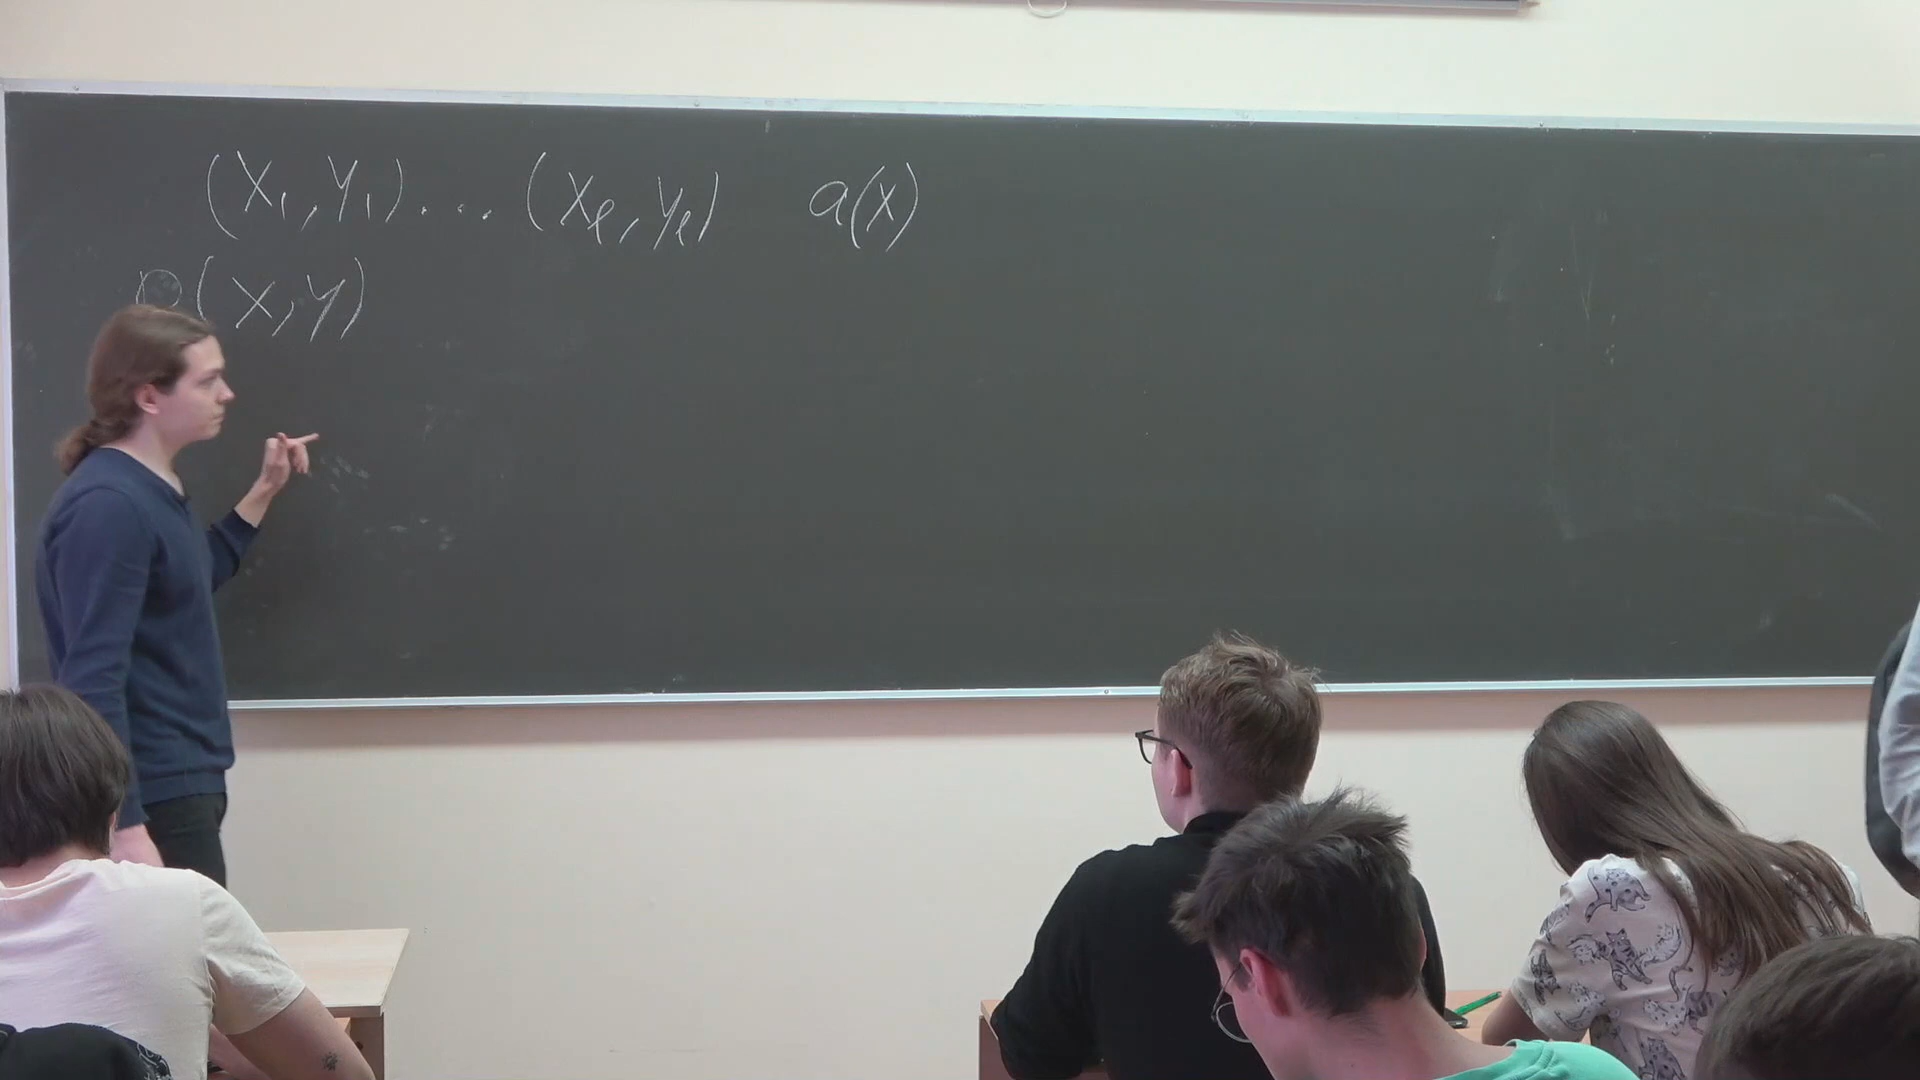 (x₁, y₁) .... (xℓ, yℓ) a(x)
p(x, y)